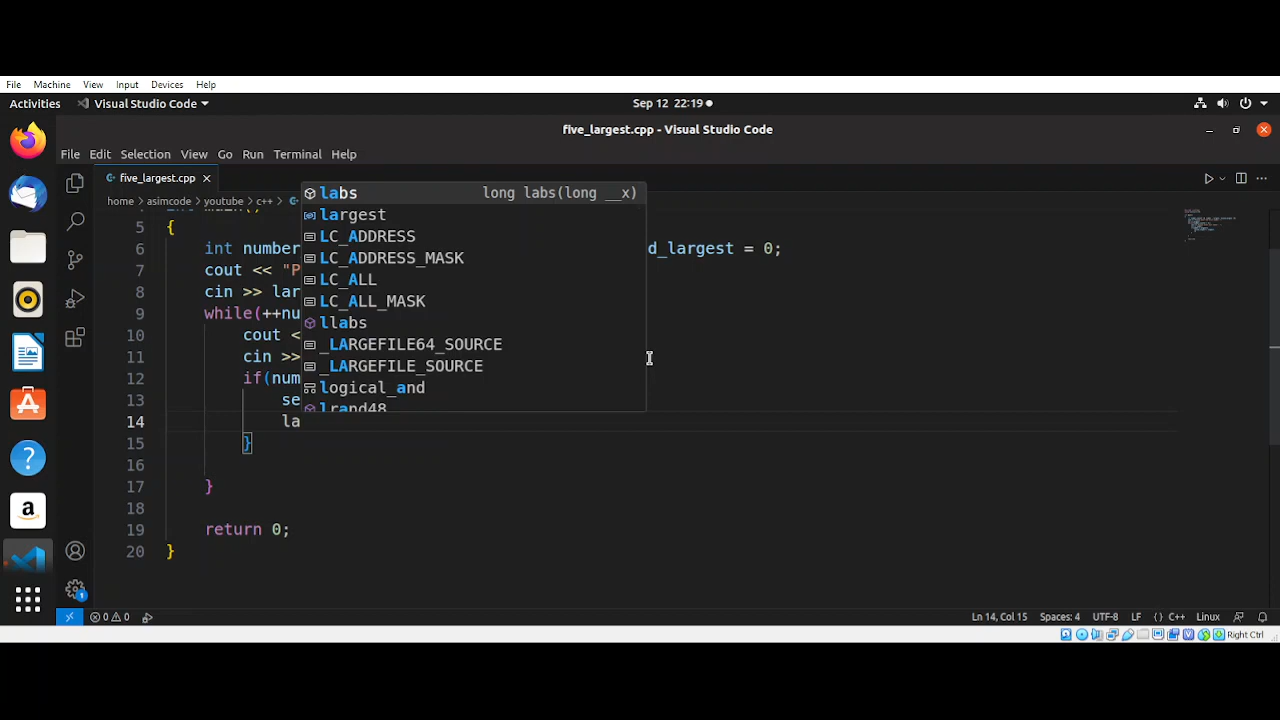 File Machine View Input Devices Help
Activities Visual Studio Code Sep 12 22:19
five_largest.cpp - Visual Studio Code
File Edit Selection View Go Run Terminal Help
five_largest.cpp
home > asimcode > youtube > c++ >
labs long labs(long __x)
largest
LC_ADDRESS
LC_ADDRESS_MASK
LC_ALL
LC_ALL_MASK
llabs
_LARGEFILE64_SOURCE
_LARGEFILE_SOURCE
logical_and
lrand48
5 {
6 int number d_largest = 0;
7 cout << "P
8 cin >> lar
9 while(++nu
10 cout <
11 cin >>
12 if(num
13 se
14 la
15 }
16
17 }
18
19 return 0;
20 }
1
0 0
Ln 14, Col 15 Spaces: 4 UTF-8 LF {} C++ Linux
Right Ctrl